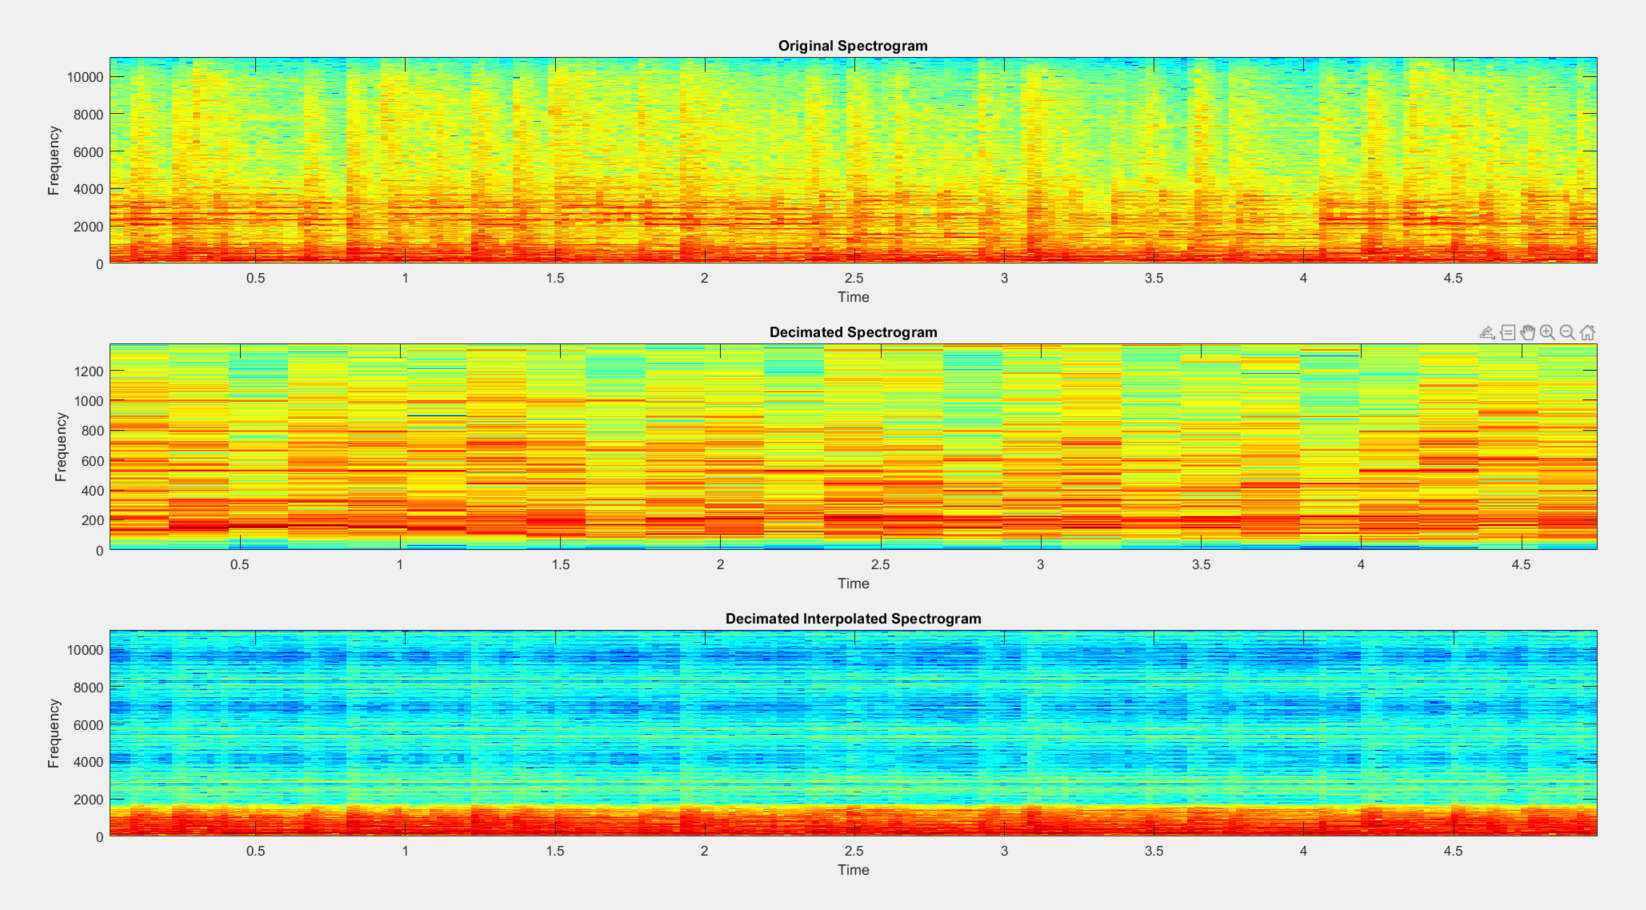 Original Spectrogram
10000
8000
6000
4000
2000
0
Frequency
0.5 1 1.5 2 2.5 3 3.5 4 4.5
Time
Decimated Spectrogram
1200
1000
800
600
400
200
0
Frequency
0.5 1 1.5 2 2.5 3 3.5 4 4.5
Time
Decimated Interpolated Spectrogram
10000
8000
6000
4000
2000
0
Frequency
0.5 1 1.5 2 2.5 3 3.5 4 4.5
Time